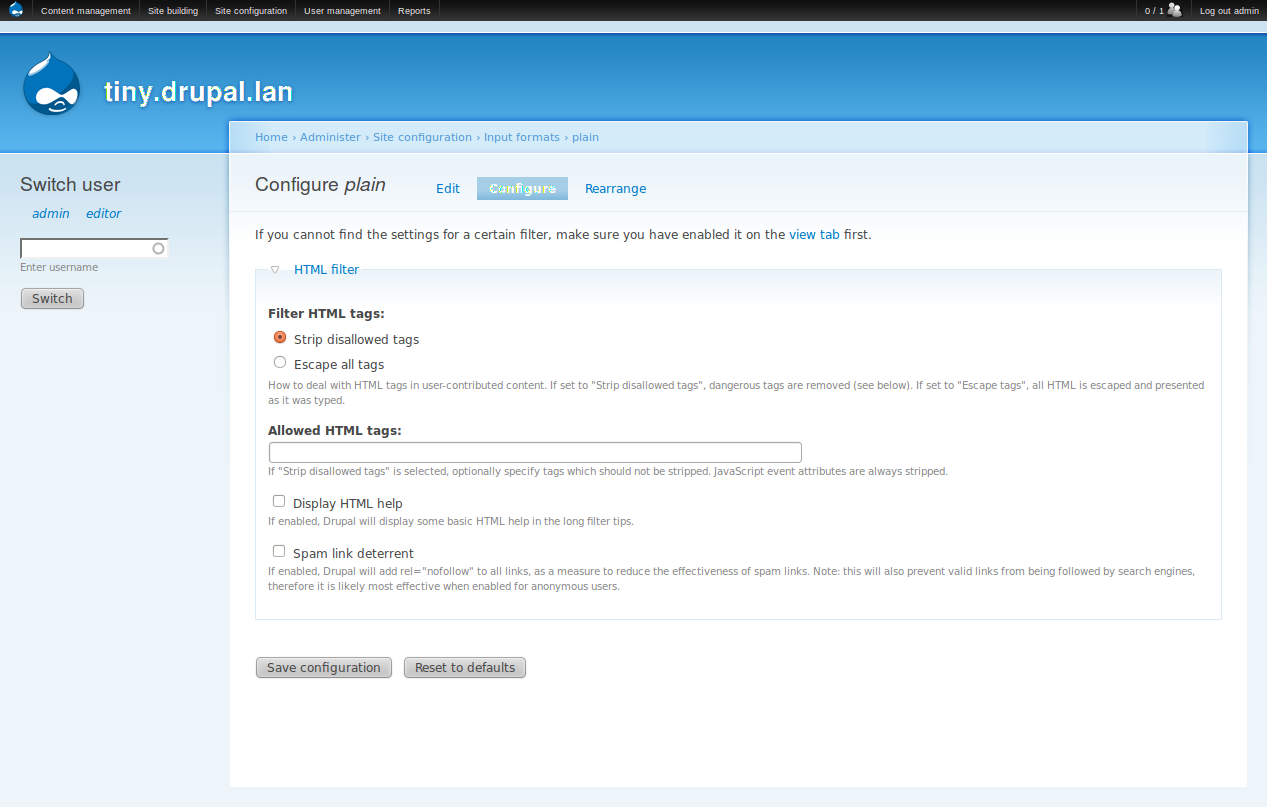 Content management Site building Site configuration User management Reports 0 / 1 Log out admin
tiny.drupal.lan
Home › Administer › Site configuration › Input formats › plain
Switch user
admin editor
Enter username
Switch
Configure plain Edit Configure Rearrange
If you cannot find the settings for a certain filter, make sure you have enabled it on the view tab first.
HTML filter
Filter HTML tags:
Strip disallowed tags
Escape all tags
How to deal with HTML tags in user-contributed content. If set to "Strip disallowed tags", dangerous tags are removed (see below). If set to "Escape tags", all HTML is escaped and presented
as it was typed.
Allowed HTML tags:
If "Strip disallowed tags" is selected, optionally specify tags which should not be stripped. JavaScript event attributes are always stripped.
Display HTML help
If enabled, Drupal will display some basic HTML help in the long filter tips.
Spam link deterrent
If enabled, Drupal will add rel="nofollow" to all links, as a measure to reduce the effectiveness of spam links. Note: this will also prevent valid links from being followed by search engines,
therefore it is likely most effective when enabled for anonymous users.
Save configuration Reset to defaults